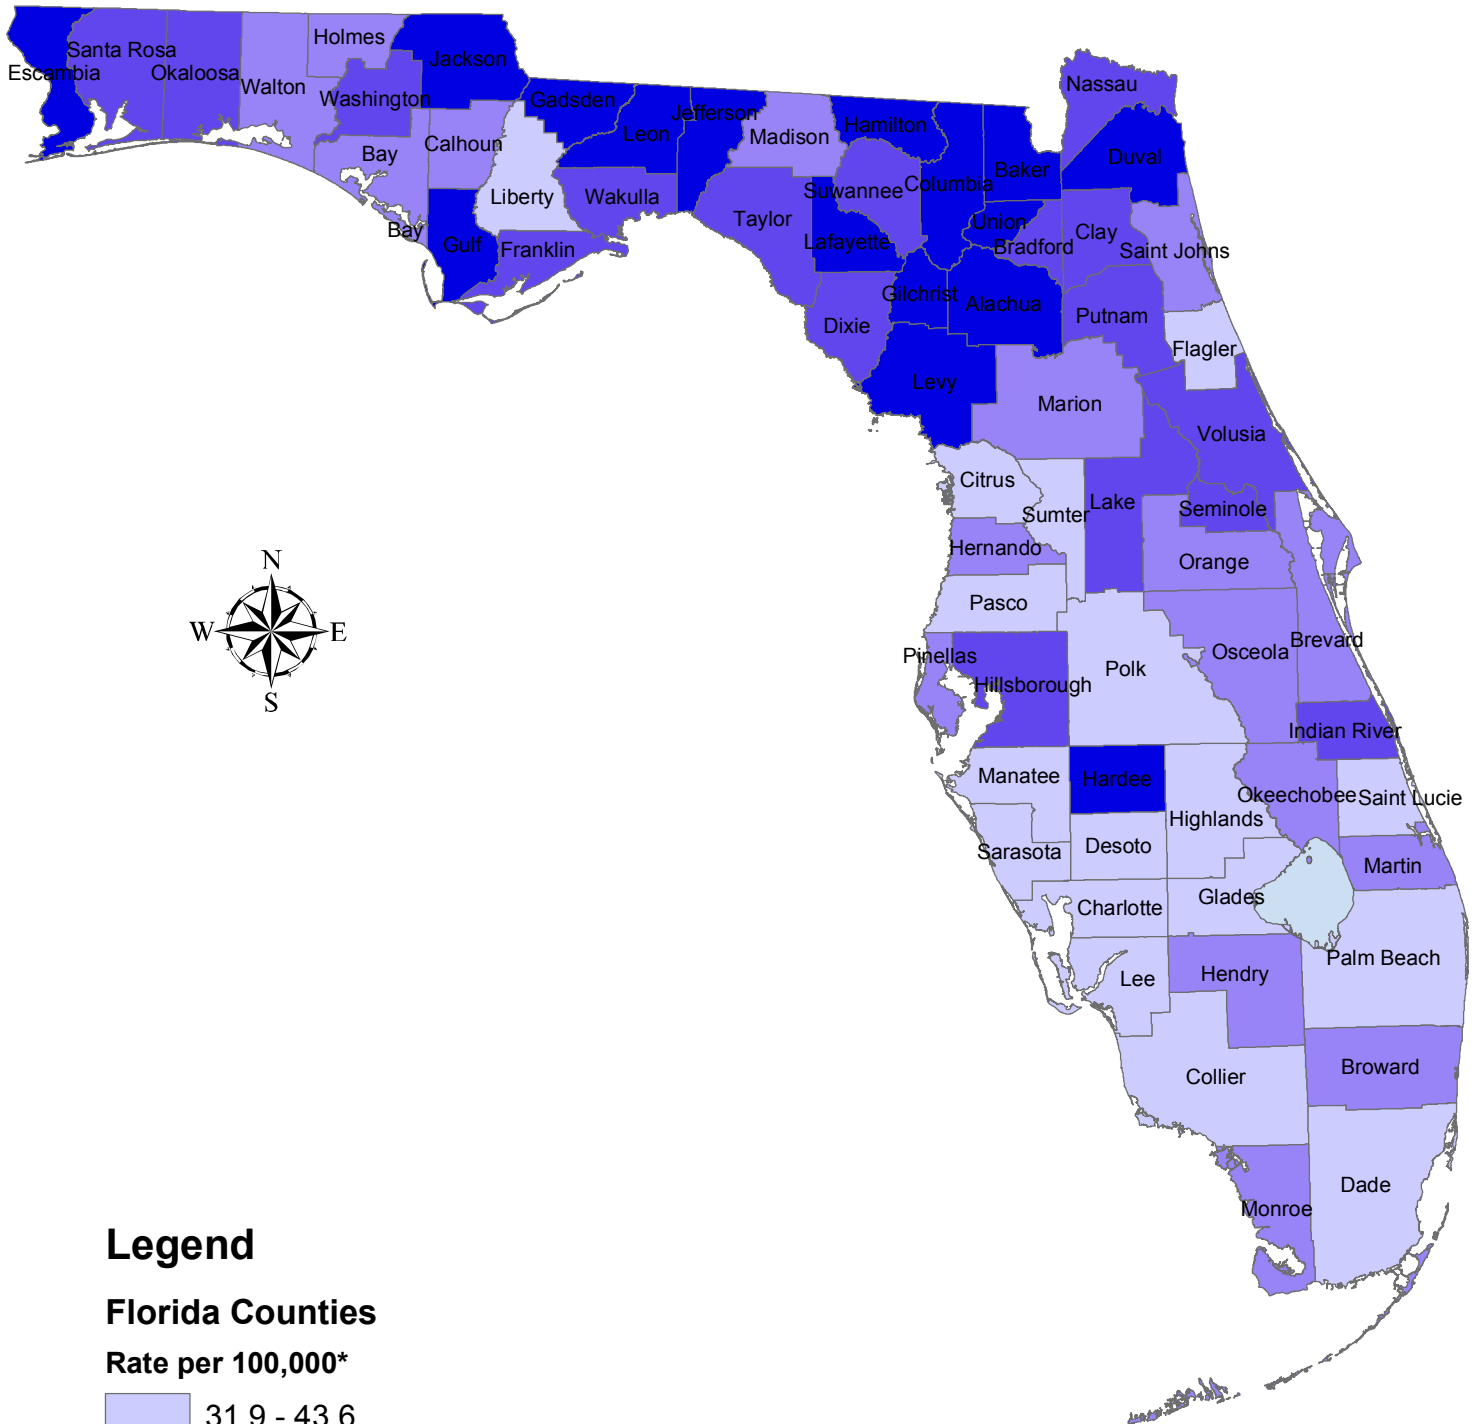 Holmes
Santa Rosa
Jackson
Escambia
Okaloosa
Walton
Nassau
Washington
Gadsden
Jefferson
Hamilton
Leon
Madison
Calhoun
Bay
Duval
Baker
Columbia
Suwannee
Liberty
Wakulla
Taylor
Union
Bay
Clay
Gulf
Franklin
Lafayette
Bradford
Saint Johns
Gilchrist
Alachua
Putnam
Dixie
Flagler
Levy
Marion
Volusia
Citrus
Lake
Seminole
Sumter
Hernando
Orange
N
Pasco
W
E
Brevard
Osceola
Pinellas
Polk
Hillsborough
S
Indian River
Manatee
Hardee
Okeechobee
Saint Lucie
Highlands
Desoto
Sarasota
Martin
Glades
Charlotte
Palm Beach
Hendry
Lee
Broward
Collier
Dade
Monroe
Legend
Florida Counties
Rate per 100,000*
31.9 - 43.6